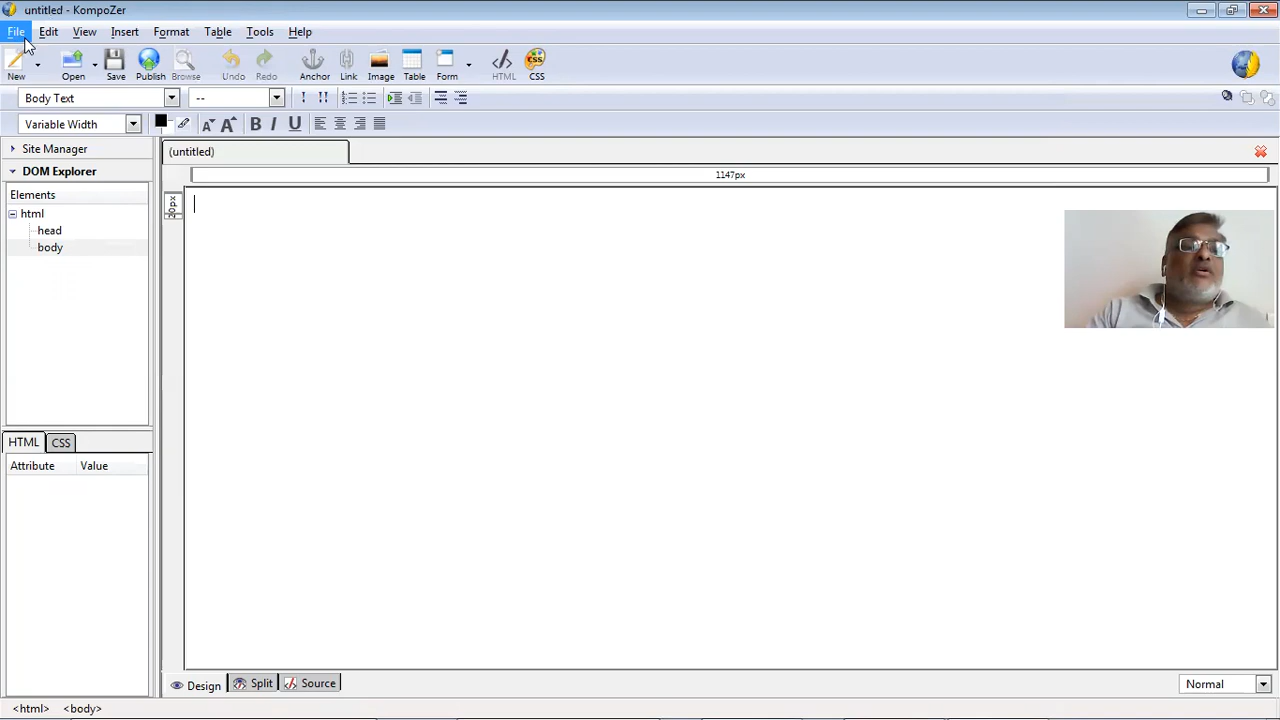 untitled - KompoZer
File Edit View Insert Format Table Tools Help
New Open Save Publish Browse Undo Redo Anchor Link Image Table Form HTML CSS
Body Text --
Variable Width B I U
Site Manager
DOM Explorer
Elements
html
head
body
HTML CSS
Attribute Value
(untitled)
1147px
Design Split Source Normal
<html> <body>